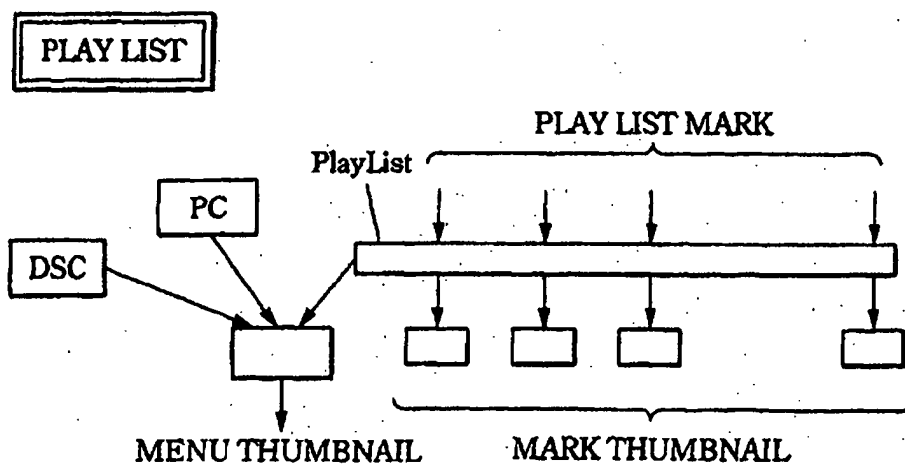 PLAY LIST
PLAY LIST MARK
PlayList
PC
DSC
MENU THUMBNAIL
MARK THUMBNAIL